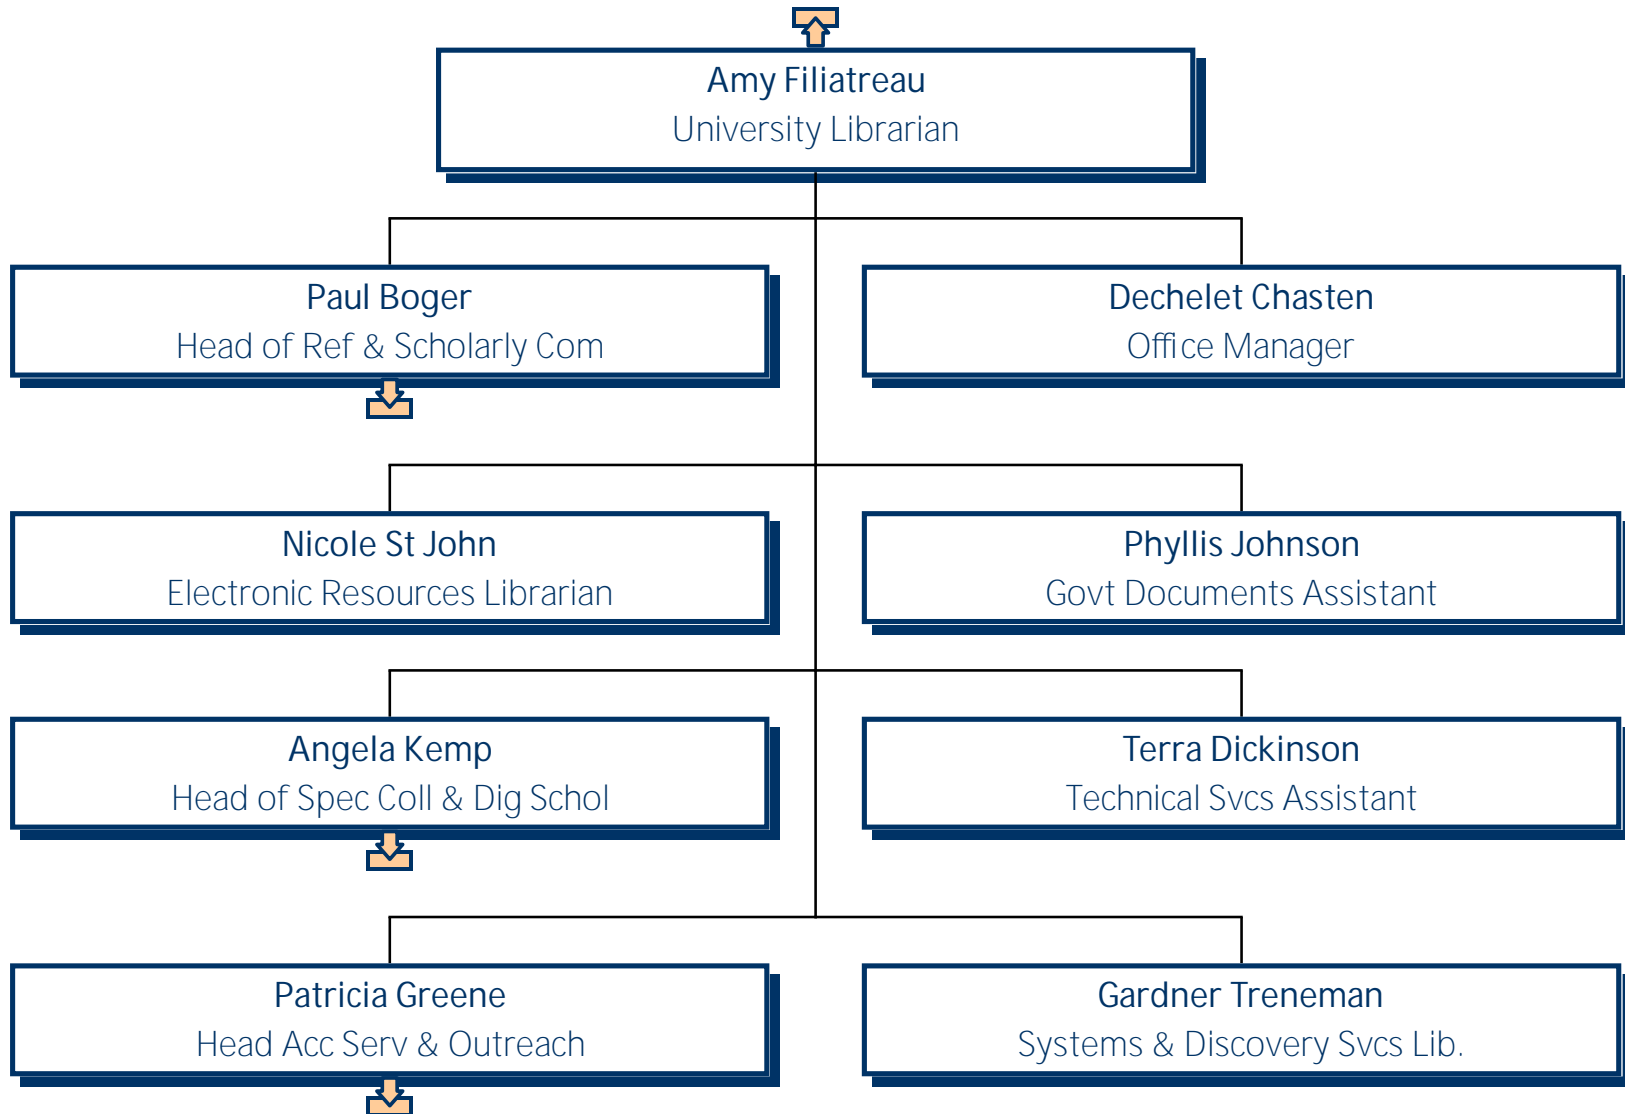 Amy Filiatreau
University Librarian
Paul Boger
Head of Ref & Scholarly Com
Dechelet Chasten
Office Manager
Nicole St John
Electronic Resources Librarian
Phyllis Johnson
Govt Documents Assistant
Angela Kemp
Head of Spec Coll & Dig Schol
Terra Dickinson
Technical Svcs Assistant
Patricia Greene
Head Acc Serv & Outreach
Gardner Treneman
Systems & Discovery Svcs Lib.